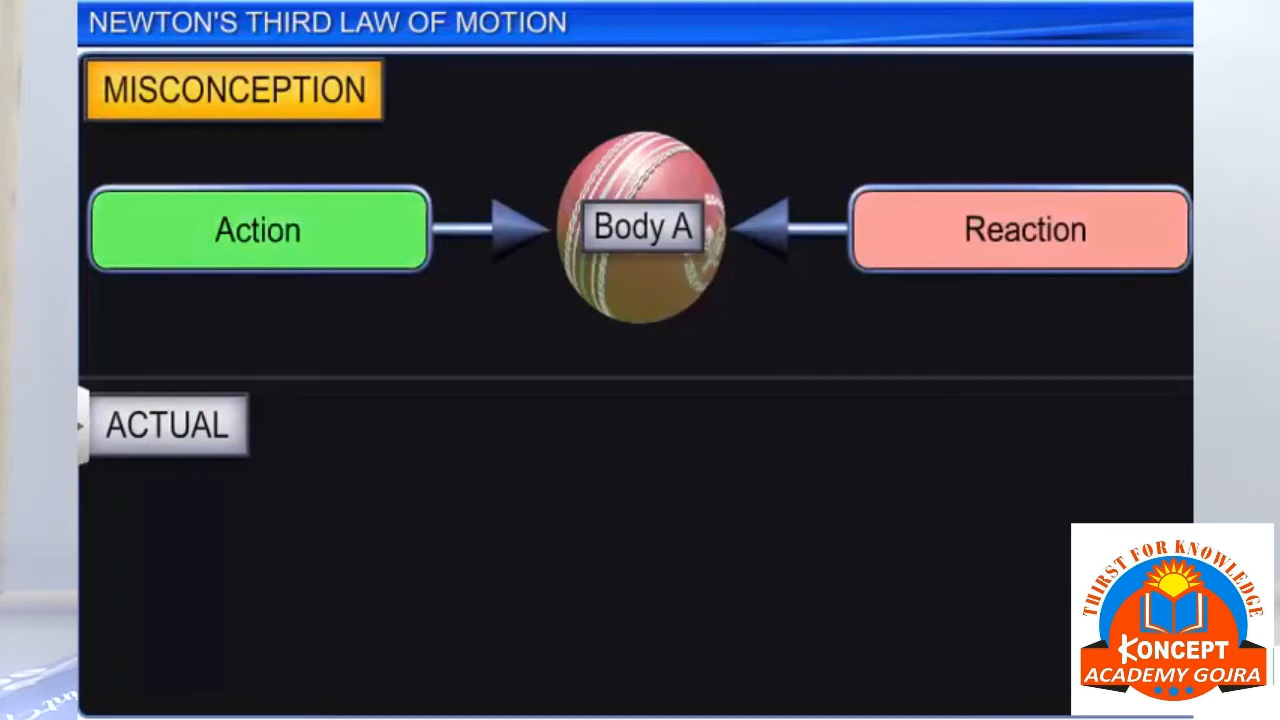 NEWTON'S THIRD LAW OF MOTION
MISCONCEPTION
Action
Body A
Reaction
ACTUAL
THIRST FOR KNOWLEDGE
KONCEPT
ACADEMY GOJRA